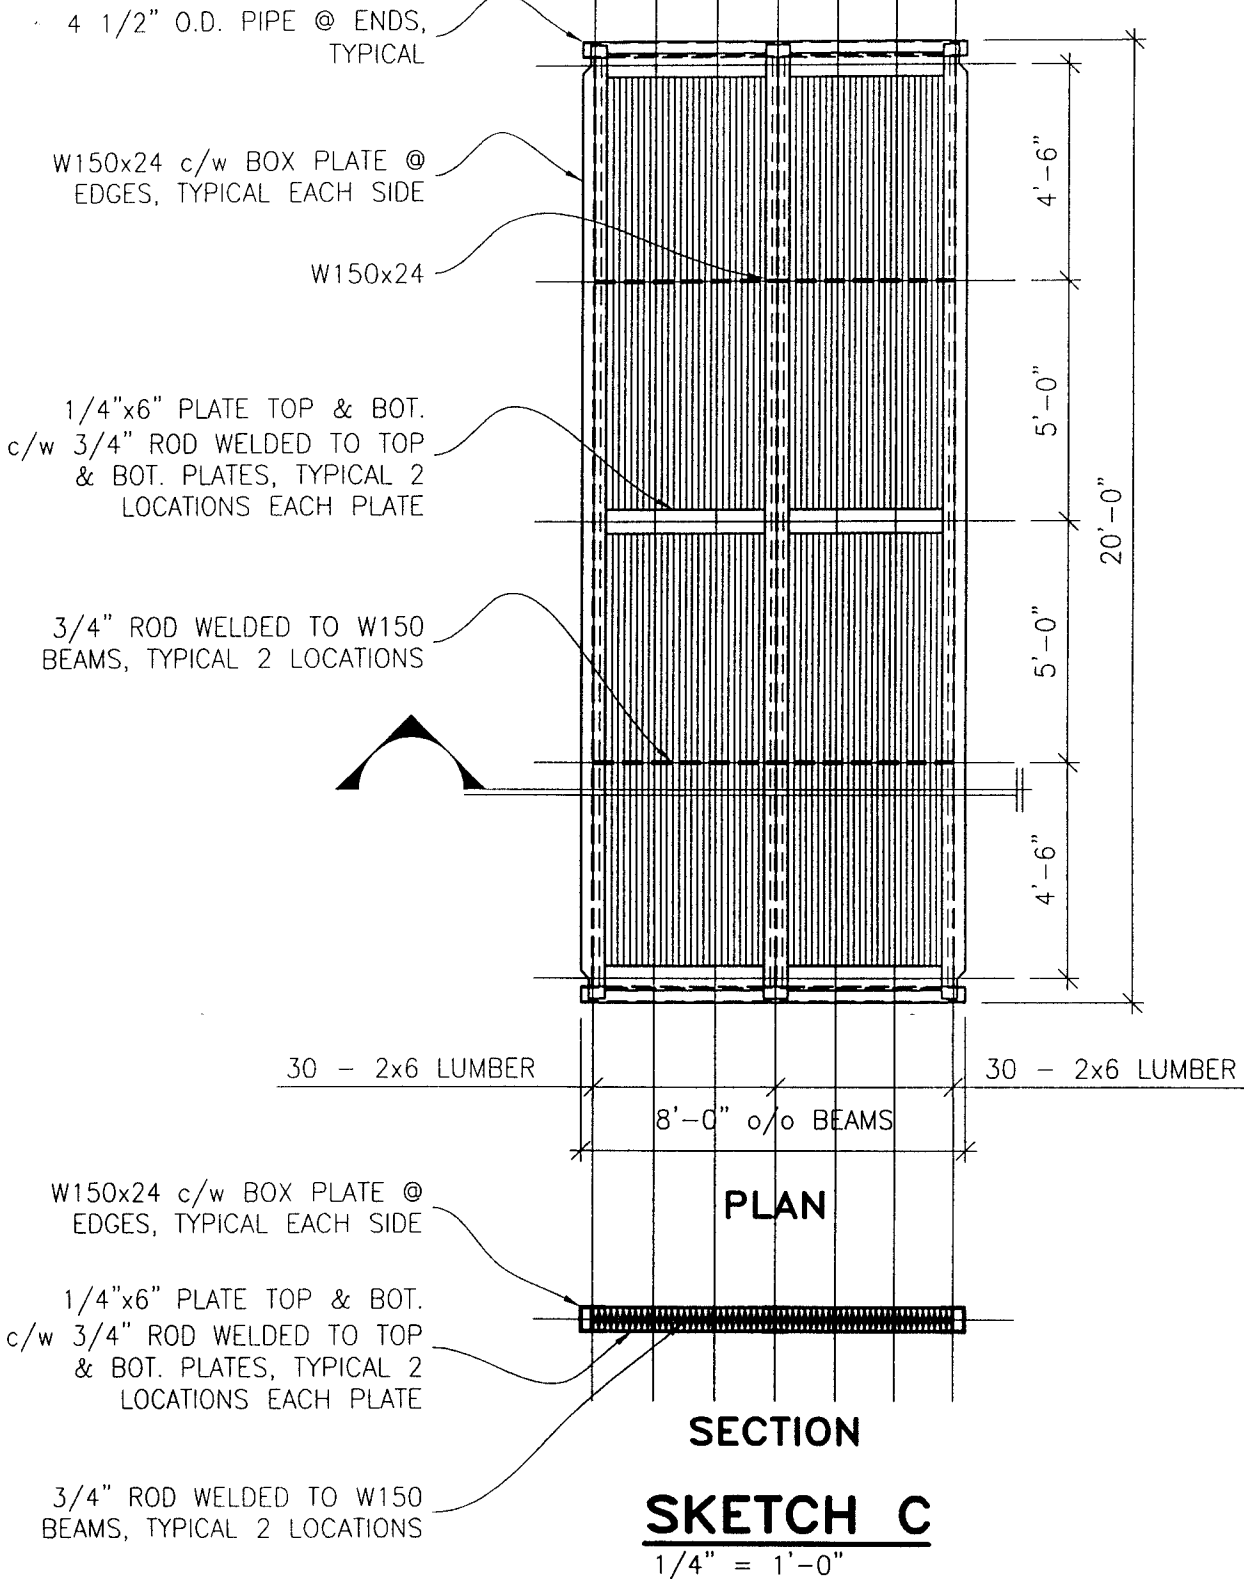 4 1/2" O.D. PIPE @ ENDS,
TYPICAL
W150x24 c/w BOX PLATE @
EDGES, TYPICAL EACH SIDE
W150x24
1/4"x6" PLATE TOP & BOT.
c/w 3/4" ROD WELDED TO TOP
& BOT. PLATES, TYPICAL 2
LOCATIONS EACH PLATE
3/4" ROD WELDED TO W150
BEAMS, TYPICAL 2 LOCATIONS
4'-6"
5'-0"
20'-0"
5'-0"
4'-6"
30 - 2x6 LUMBER
30 - 2x6 LUMBER
8'-0" o/o BEAMS
PLAN
W150x24 c/w BOX PLATE @
EDGES, TYPICAL EACH SIDE
1/4"x6" PLATE TOP & BOT.
c/w 3/4" ROD WELDED TO TOP
& BOT. PLATES, TYPICAL 2
LOCATIONS EACH PLATE
3/4" ROD WELDED TO W150
BEAMS, TYPICAL 2 LOCATIONS
SECTION
SKETCH C
1/4" = 1'-0"